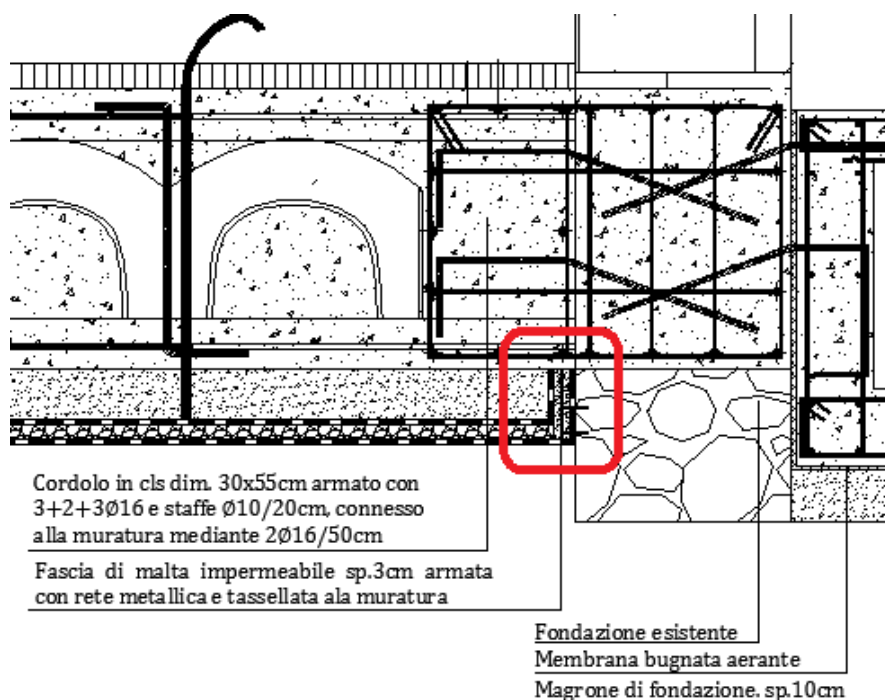 Cordolo in cls dim. 30x55cm armato con
3+2+3Ø16 e staffe Ø10/20cm, connesso
alla muratura mediante 2Ø16/50cm
Fascia di malta impermeabile sp.3cm armata
con rete metallica e tassellata ala muratura
Fondazione esistente
Membrana bugnata aerante
Magrone di fondazione. sp.10cm